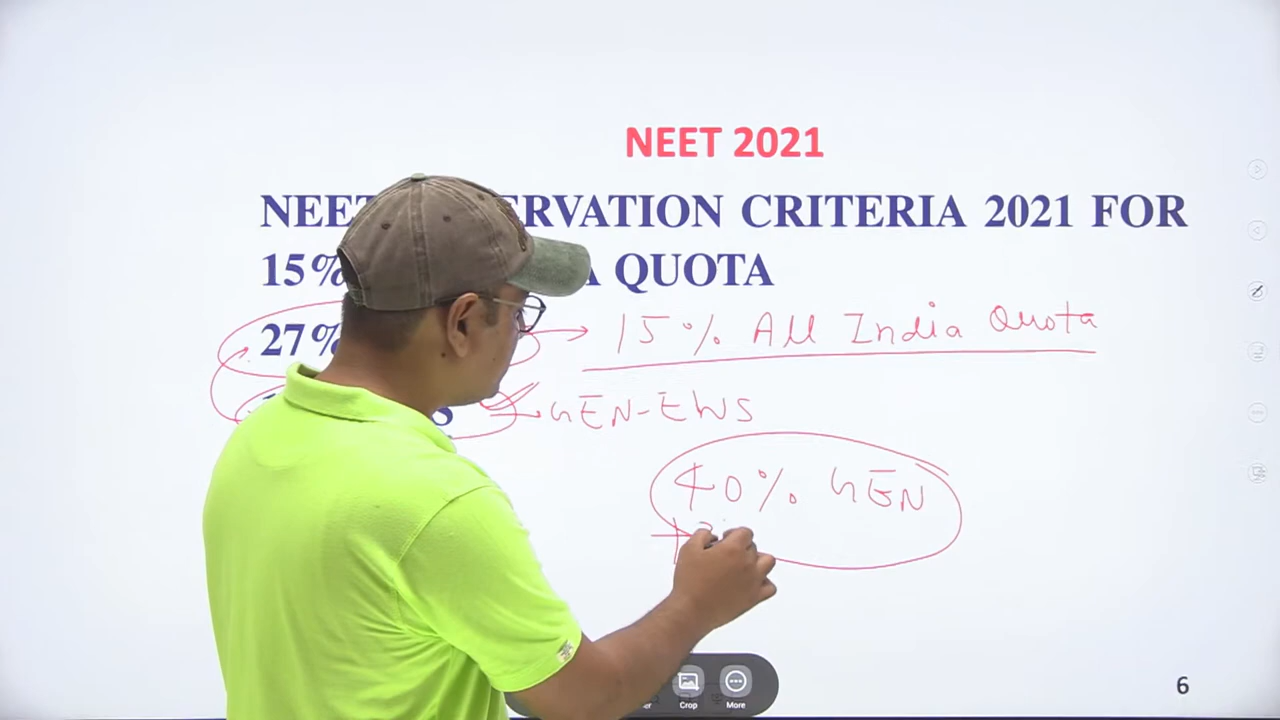 NEET 2021
ERVATION CRITERIA 2021 FOR
15% QUOTA
27% → 15% All India Quota
S GEN-EWS
40% GEN
+
Crop More
6